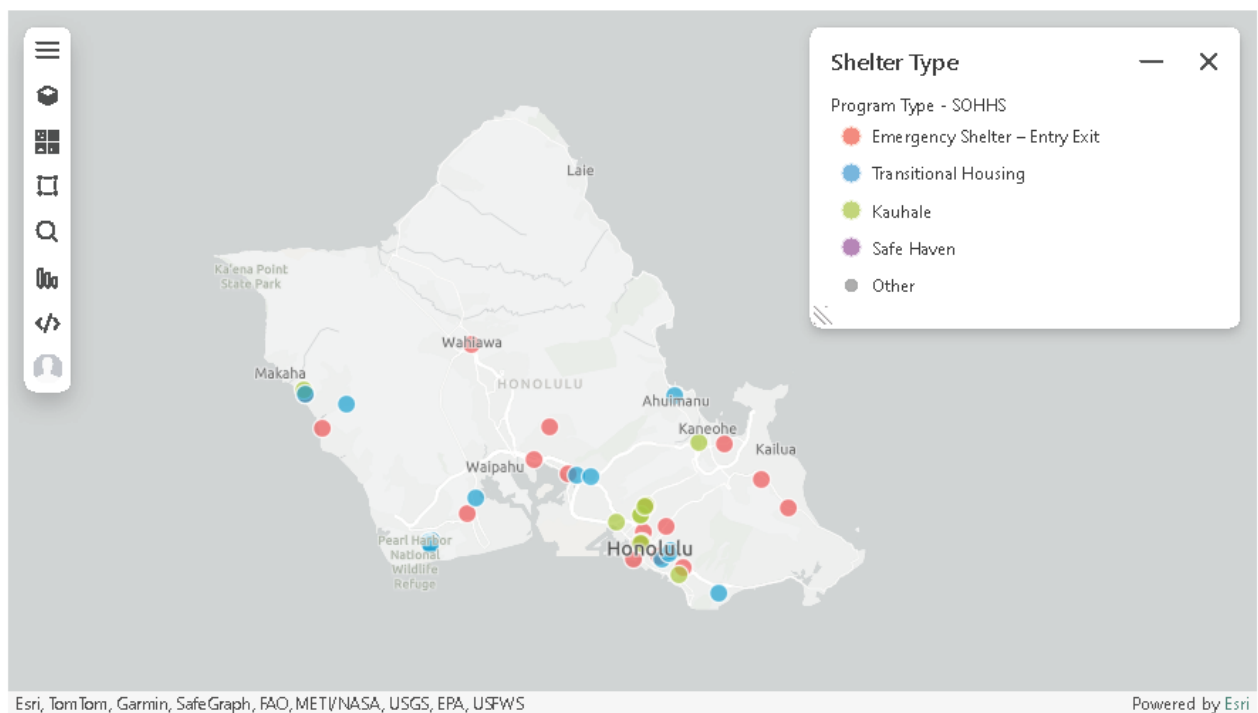 Shelter Type
Program Type - SOHHS
Emergency Shelter – Entry Exit
Transitional Housing
Kauhale
Safe Haven
Other
Laie
Ka'ena Point
State Park
Wahiawa
Makaha
HONOLULU
Ahuimanu
Kaneohe
Kailua
Waipahu
Pearl Harbor
National
Wildlife
Refuge
Honolulu
Esri, TomTom, Garmin, SafeGraph, FAO, METI/NASA, USGS, EPA, USFWS
Powered by Esri